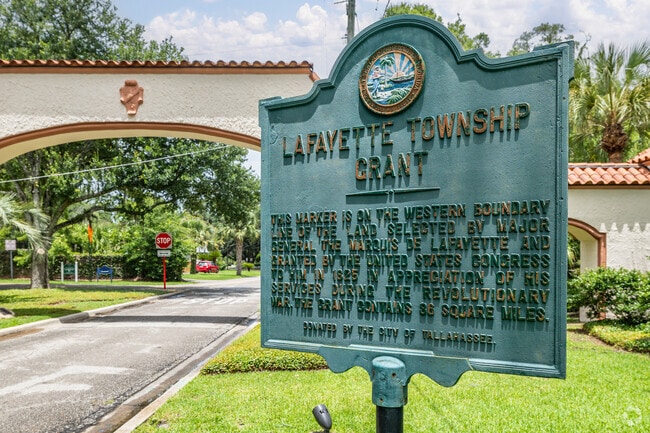 LAFAYETTE TOWNSHIP
GRANT
THIS MARKER IS ON THE WESTERN BOUNDARY
LINE OF THE LAND SELECTED BY MAJOR
GENERAL THE MARQUIS DE LAFAYETTE AND
GRANTED BY THE UNITED STATES CONGRESS
TO HIM IN 1825 IN APPRECIATION OF HIS
SERVICES DURING THE REVOLUTIONARY
WAR. THE GRANT CONTAINS 36 SQUARE MILES.
DONATED BY THE CITY OF TALLAHASSEE.
STOP